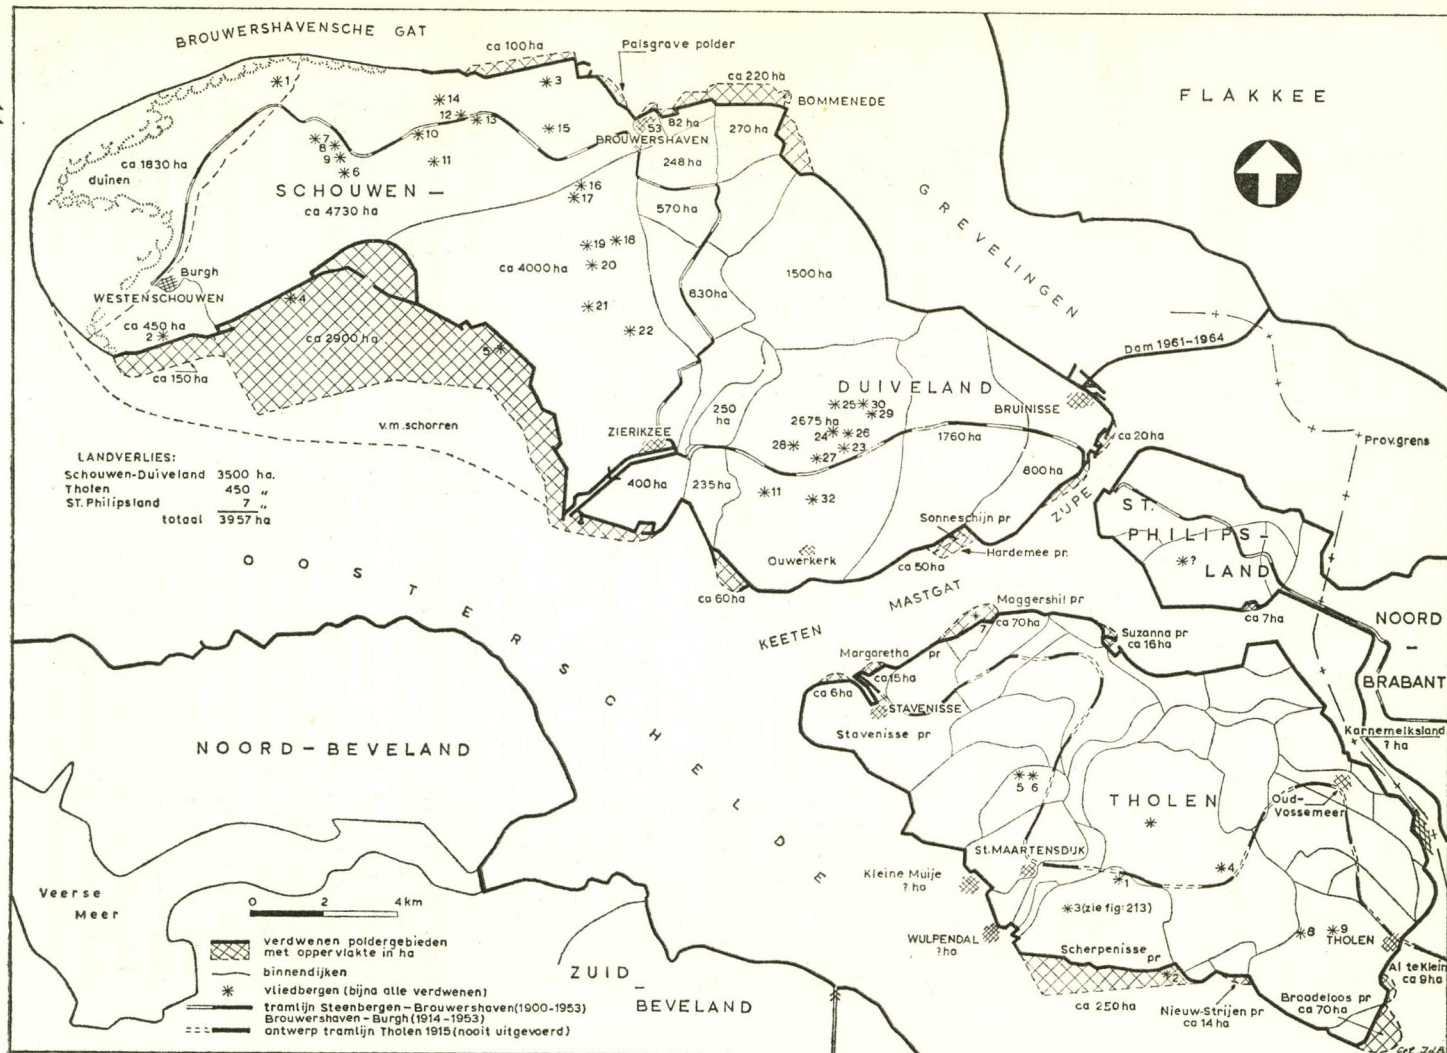 BROUWERSHAVENSCHE GAT
ca 100 ha
Palsgrave polder
ca 220 ha
BOMMENEDE
FLAKKEE
1
3
14
12
13
15
10
11
7
8
9
6
53
82 ha
270 ha
BROUWERSHAVEN
248 ha
ca 1830 ha
duinen
SCHOUWEN –
ca 4730 ha
16
17
570 ha
GREVELINGEN
18
19
20
ca 4000 ha
1500 ha
830 ha
21
22
Burgh
WESTENSCHOUWEN
4
ca 450 ha
2
ca 2900 ha
5
ca 150 ha
Dam 1961–1964
DUIVELAND
BRUINISSE
25
30
29
2675 ha
24
26
28
23
27
250
ha
1760 ha
ca 20 ha
Prov.grens
v.m. schorren
ZIERIKZEE
400 ha
235 ha
11
32
800 ha
ZIJPE
LANDVERLIES:
Schouwen-Duiveland 3500 ha.
Tholen 450 „
ST. Philipsland 7 „
totaal 3957 ha
Sonneschijn pr
Hardemee pr.
Ouwerkerk
ca 50 ha
ca 60 ha
ST.
PHILIPS–
LAND
?
ca 7 ha
NOORD
–
BRABANT
OOSTERSCHELDE
KEETEN
MASTGAT
Moggershil pr
7
ca 70 ha
Suzanna pr
ca 16 ha
Margaretha pr
ca 15 ha
ca 6 ha
STAVENISSE
Stavenisse pr
Karnemelksland
? ha
NOORD – BEVELAND
5
6
THOLEN
Oud-
Vossemeer
St. MAARTENSDIJK
Kleine Muije
? ha
1
4
3 (zie fig: 213)
WULPENDAL
? ha
Scherpenisse
pr
2
8
9
THOLEN
Al te Klein
ca 9 ha
ca 250 ha
Nieuw-Strijen pr
ca 14 ha
Broodeloos pr
ca 70 ha
Veerse
Meer
0 2 4 km
verdwenen poldergebieden
met oppervlakte in ha
binnendijken
vliedbergen (bijna alle verdwenen)
tramlijn Steenbergen – Brouwershaven (1900–1953)
Brouwershaven – Burgh (1914–1953)
ontwerp tramlijn Tholen 1915 (nooit uitgevoerd)
ZUID
–
BEVELAND